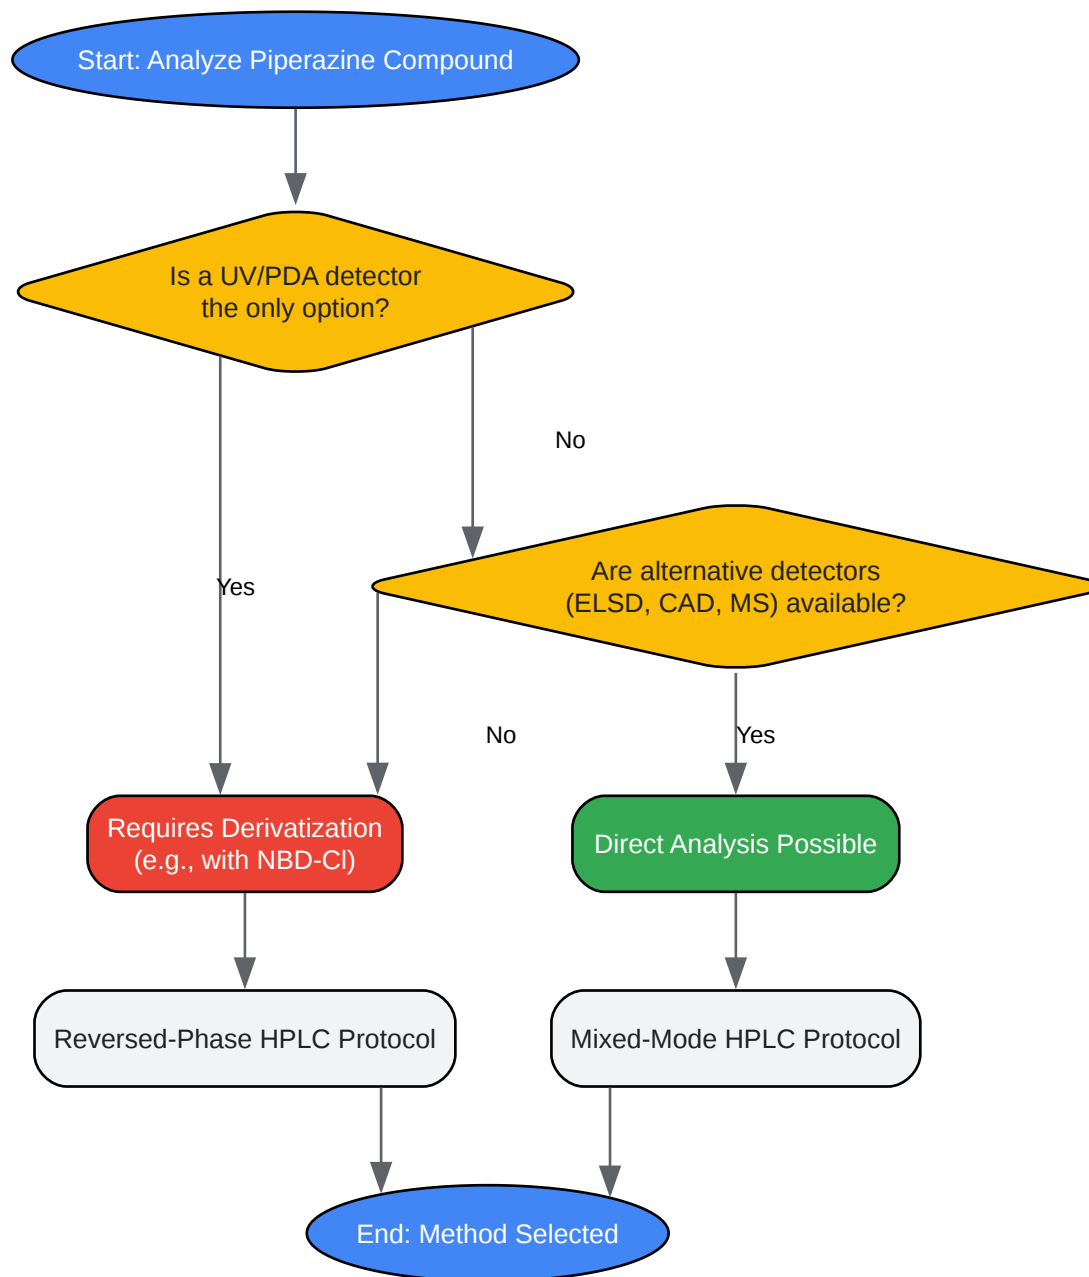 Start: Analyze Piperazine Compound
Is a UV/PDA detector
the only option?
No
Are alternative detectors
(ELSD, CAD, MS) available?
Yes
No
Yes
Requires Derivatization
(e.g., with NBD-Cl)
Direct Analysis Possible
Reversed-Phase HPLC Protocol
Mixed-Mode HPLC Protocol
End: Method Selected